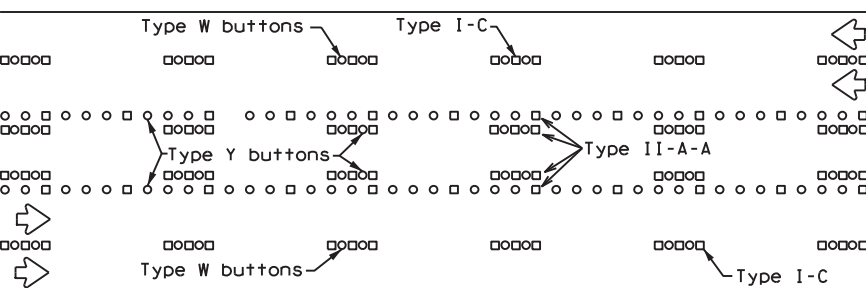 Type W buttons
Type I-C
Type Y buttons
Type II-A-A
Type W buttons
Type I-C